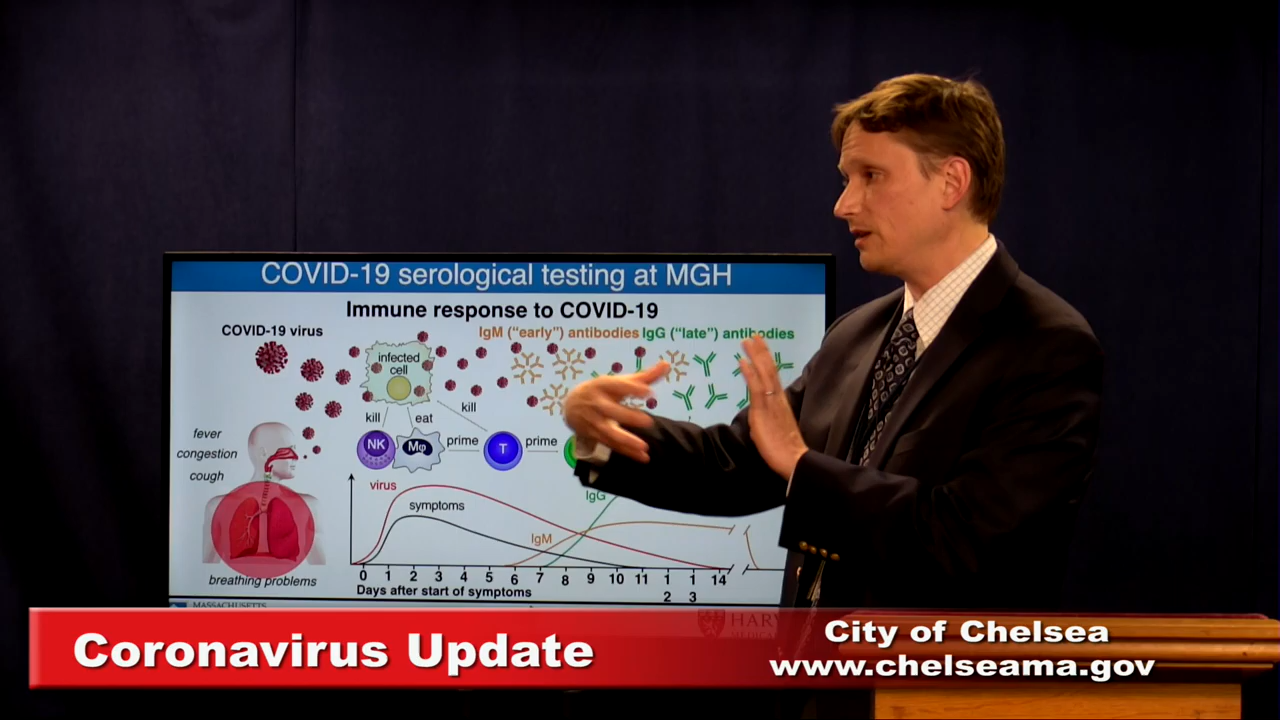 COVID-19 serological testing at MGH
Immune response to COVID-19
COVID-19 virus
IgM ("early") antibodies IgG ("late") antibodies
infected
cell
kill
eat
kill
NK
Mφ
prime
T
prime
fever
congestion
cough
breathing problems
virus
symptoms
IgG
IgM
0 1 2 3 4 5 6 7 8 9 10 11 1 1 14
2 3
Days after start of symptoms
MASSACHUSETTS
Coronavirus Update
City of Chelsea
www.chelseama.gov